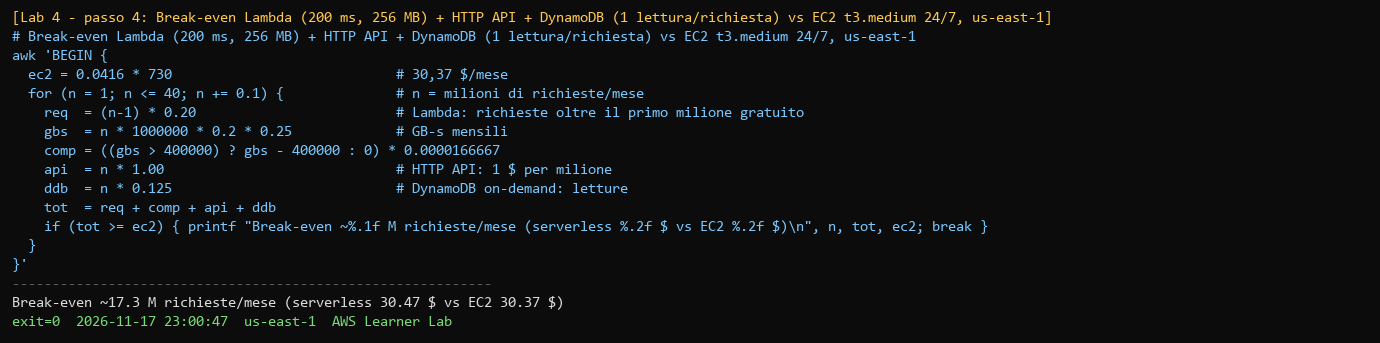 [Lab 4 - passo 4: Break-even Lambda (200 ms, 256 MB) + HTTP API + DynamoDB (1 lettura/richiesta) vs EC2 t3.medium 24/7, us-east-1]
# Break-even Lambda (200 ms, 256 MB) + HTTP API + DynamoDB (1 lettura/richiesta) vs EC2 t3.medium 24/7, us-east-1
awk 'BEGIN {
  ec2 = 0.0416 * 730                            # 30,37 $/mese
  for (n = 1; n <= 40; n += 0.1) {              # n = milioni di richieste/mese
    req  = (n-1) * 0.20                         # Lambda: richieste oltre il primo milione gratuito
    gbs  = n * 1000000 * 0.2 * 0.25             # GB-s mensili
    comp = ((gbs > 400000) ? gbs - 400000 : 0) * 0.0000166667
    api  = n * 1.00                             # HTTP API: 1 $ per milione
    ddb  = n * 0.125                            # DynamoDB on-demand: letture
    tot  = req + comp + api + ddb
    if (tot >= ec2) { printf "Break-even ~%.1f M richieste/mese (serverless %.2f $ vs EC2 %.2f $)\n", n, tot, ec2; break }
  }
}'
------------------------------------------------------------
Break-even ~17.3 M richieste/mese (serverless 30.47 $ vs EC2 30.37 $)
exit=0  2026-11-17 23:00:47  us-east-1  AWS Learner Lab